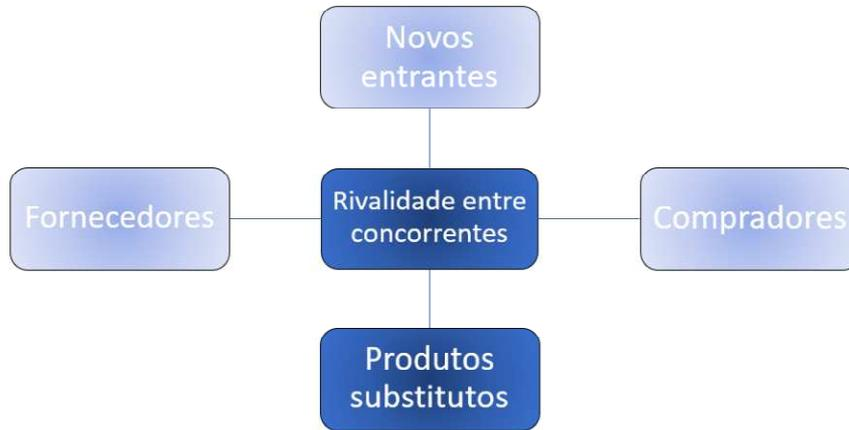 Novos
entrantes
Fornecedores
Rivalidade entre
concorrentes
Compradores
Produtos
substitutos